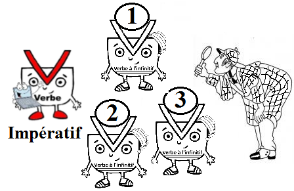 1
Verbe à l'infinitif
Verbe
Impératif
2
Verbe à l'infinitif
3
Verbe à l'infinitif